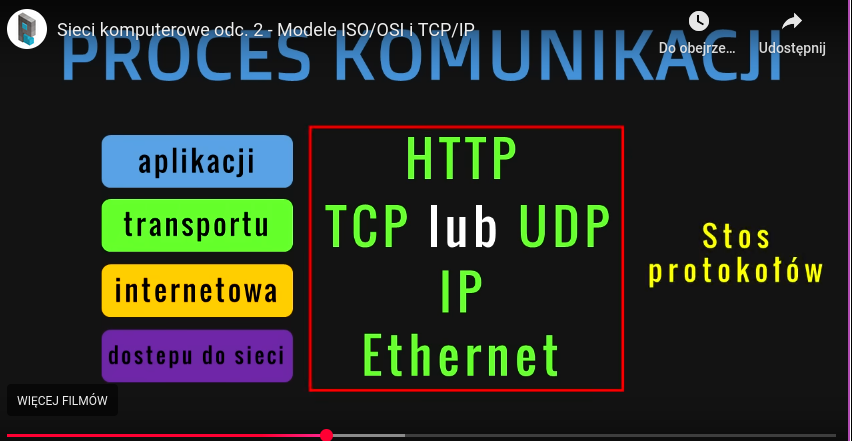 Sieci komputerowe odc. 2 - Modele ISO/OSI i TCP/IP
Do obejrze...
Udostępnij
PROCES KOMUNIKACJI
aplikacji
HTTP
transportu
TCP lub UDP
internetowa
IP
dostepu do sieci
Ethernet
Stos
protokołów
WIĘCEJ FILMÓW